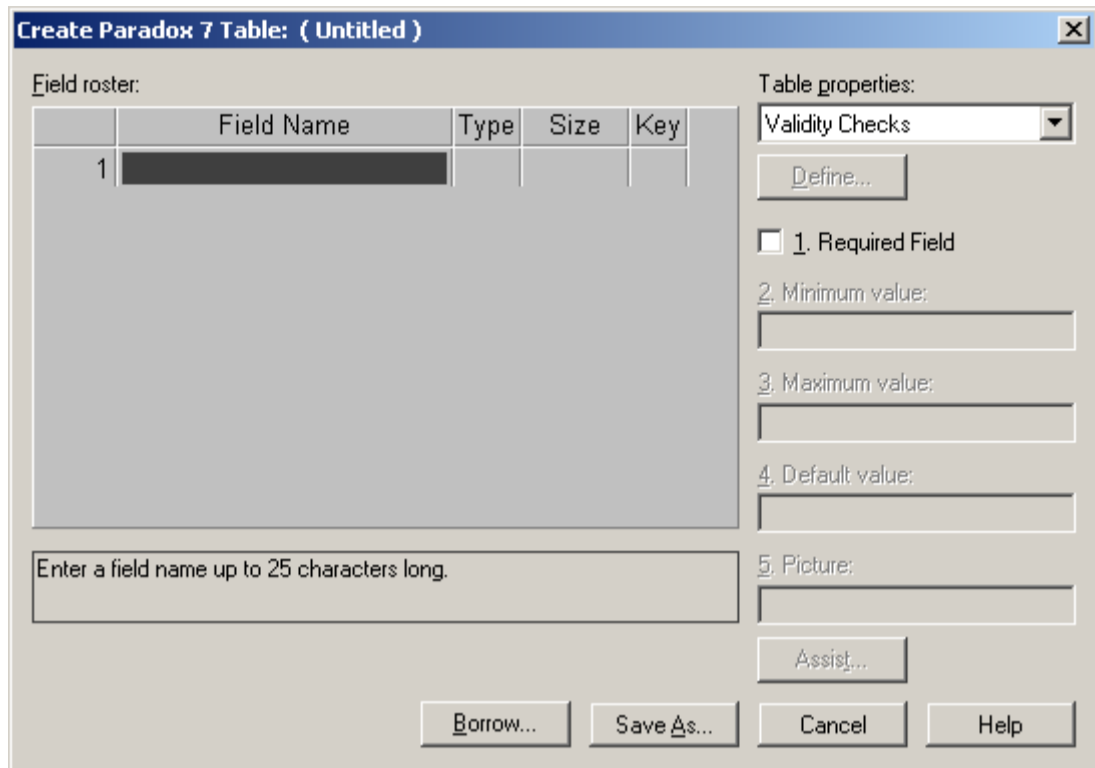 Create Paradox 7 Table: ( Untitled )
Field roster:
Field Name Type Size Key
1
Enter a field name up to 25 characters long.
Table properties:
Validity Checks
Define...
1. Required Field
2. Minimum value:
3. Maximum value:
4. Default value:
5. Picture:
Assist...
Borrow... Save As... Cancel Help